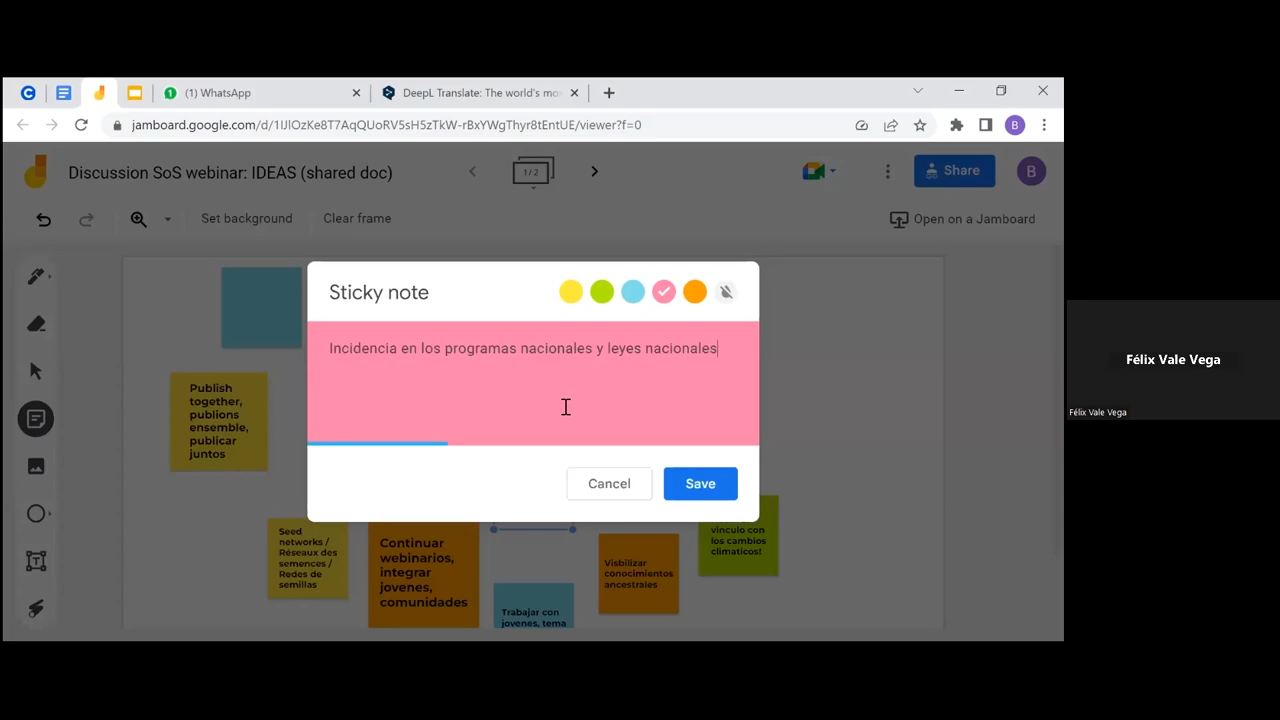 (1) WhatsApp
DeepL Translate: The world's mo
jamboard.google.com/d/1IJlOzKe8T7AqQUoRV5sH5zTkW-rBxYWgThyr8tEntUE/viewer?f=0
B
Discussion SoS webinar: IDEAS (shared doc)
1/2
Share
B
Set background
Clear frame
Open on a Jamboard
Sticky note
Incidencia en los programas nacionales y leyes nacionales
Cancel
Save
Publish
together,
publions
ensemble,
publicar
juntos
Seed
networks /
Réseaux des
semences /
Redes de
semillas
Continuar
webinarios,
integrar
jovenes,
comunidades
Trabajar con
jovenes, tema
Visbilizar
conocimientos
ancestrales
vinculo con
los cambios
climaticos!
Félix Vale Vega
Félix Vale Vega